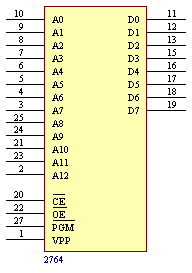 10 A0 D0 11
9 A1 D1 12
8 A2 D2 13
7 A3 D3 15
6 A4 D4 16
5 A5 D5 17
4 A6 D6 18
3 A7 D7 19
25 A8
24 A9
21 A10
23 A11
2 A12
20 CE
22 OE
27 PGM
1 VPP
2764